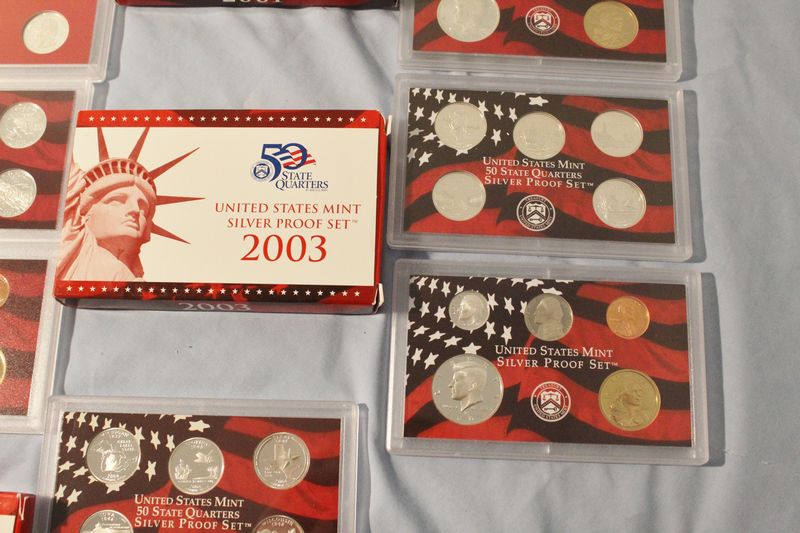 2001
50
STATE
QUARTERS
UNITED STATES MINT
SILVER PROOF SET™
2003
2003
UNITED STATES MINT
50 STATE QUARTERS
SILVER PROOF SET™
UNITED STATES MINT
SILVER PROOF SET™
UNITED STATES MINT
50 STATE QUARTERS
SILVER PROOF SET™